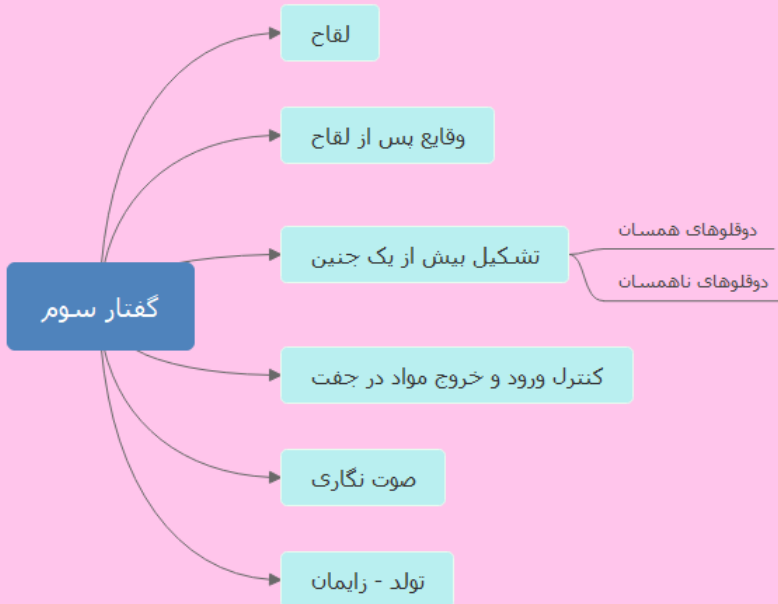 لقاح
وقایع پس از لقاح
تشکیل بیش از یک جنین
دوقلوهای همسان
دوقلوهای ناهمسان
گفتار سوم
کنترل ورود و خروج مواد در جفت
صوت نگاری
تولد - زایمان